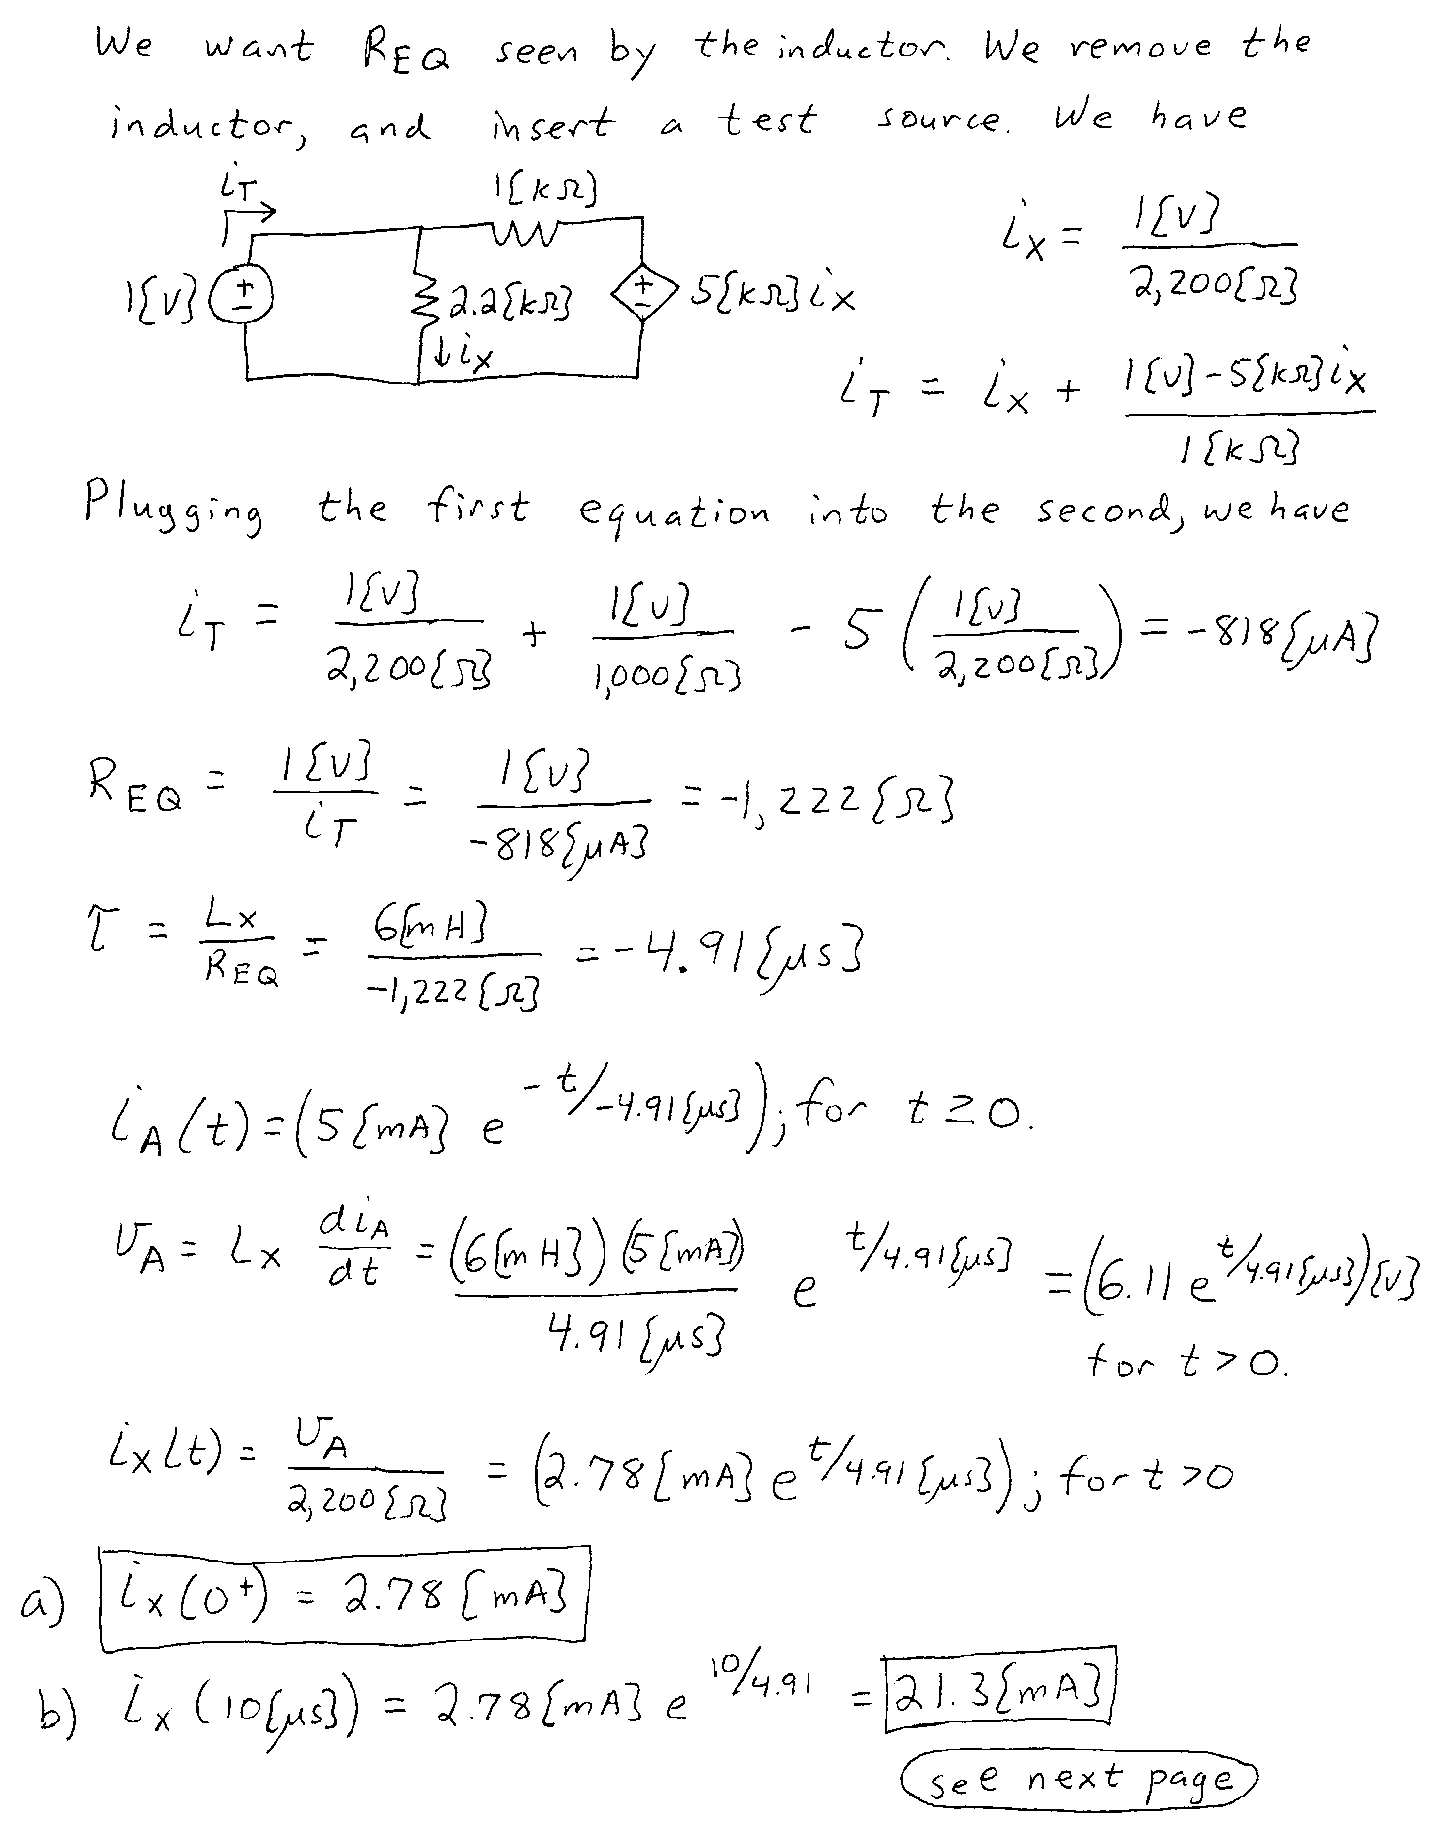 We want R_EQ seen by the inductor. We remove the
inductor, and insert a test source. We have
i_T
1[kΩ]
1[V]
+
-
2.2[kΩ]
↓i_X
+
-
5[kΩ]i_X
i_X = 1[V] / 2,200[Ω]
i_T = i_X + (1[V]-5[kΩ]i_X) / 1[kΩ]
Plugging the first equation into the second, we have
i_T = 1[V] / 2,200[Ω] + 1[V] / 1,000[Ω] - 5(1[V] / 2,200[Ω]) = -818[μA]
R_EQ = 1[V] / i_T = 1[V] / -818[μA] = -1,222[Ω]
τ = L_X / R_EQ = 6[mH] / -1,222[Ω] = -4.91[μs]
i_A(t) = (5[mA] e^(-t/-4.91[μs])); for t ≥ 0.
v_A = L_X di_A/dt = (6[mH])(5[mA]) / 4.91[μs] e^(t/4.91[μs]) = (6.11 e^(t/4.91[μs]))[V]
for t > 0.
i_X(t) = v_A / 2,200[Ω] = (2.78[mA] e^(t/4.91[μs])); for t > 0
a) i_X(0⁺) = 2.78[mA]
b) i_X(10[μs]) = 2.78[mA] e^(10/4.91) = 21.3[mA]
see next page